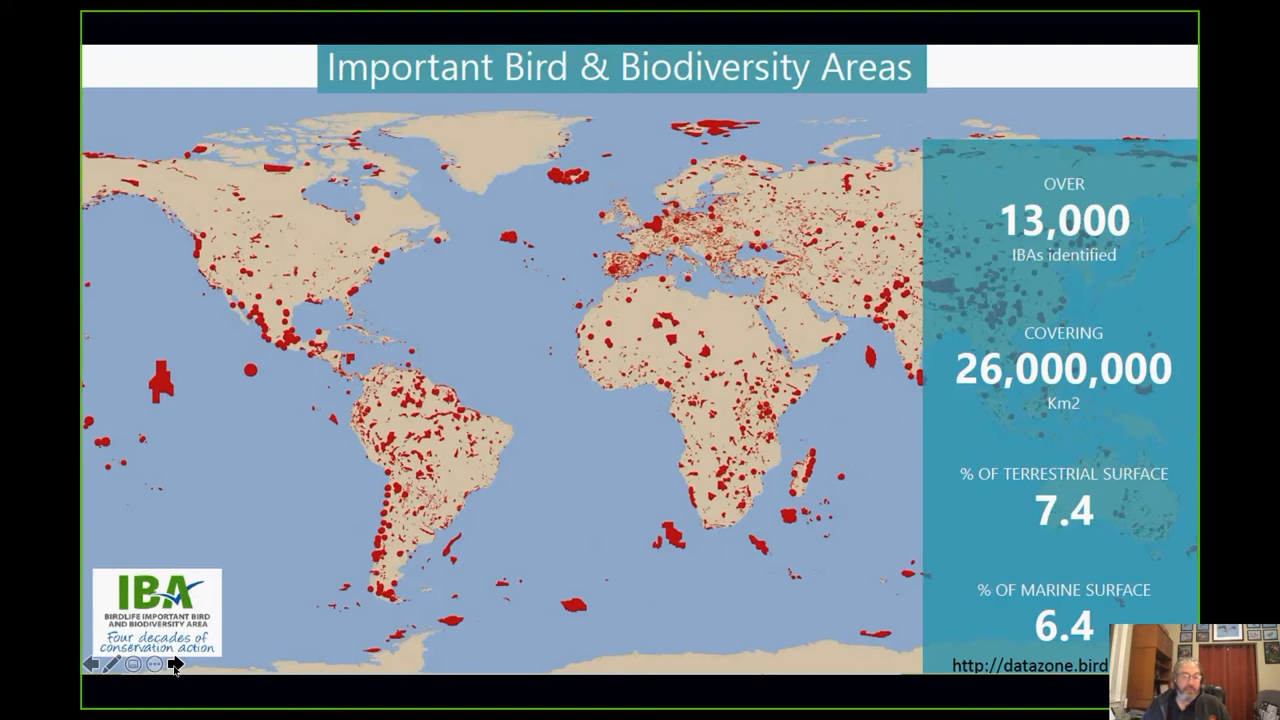 Important Bird & Biodiversity Areas
OVER
13,000
IBAs identified
COVERING
26,000,000
Km2
% OF TERRESTRIAL SURFACE
7.4
% OF MARINE SURFACE
6.4
http://datazone.bird
IBA
BIRDLIFE IMPORTANT BIRD
AND BIODIVERSITY AREA
Four decades of
conservation action